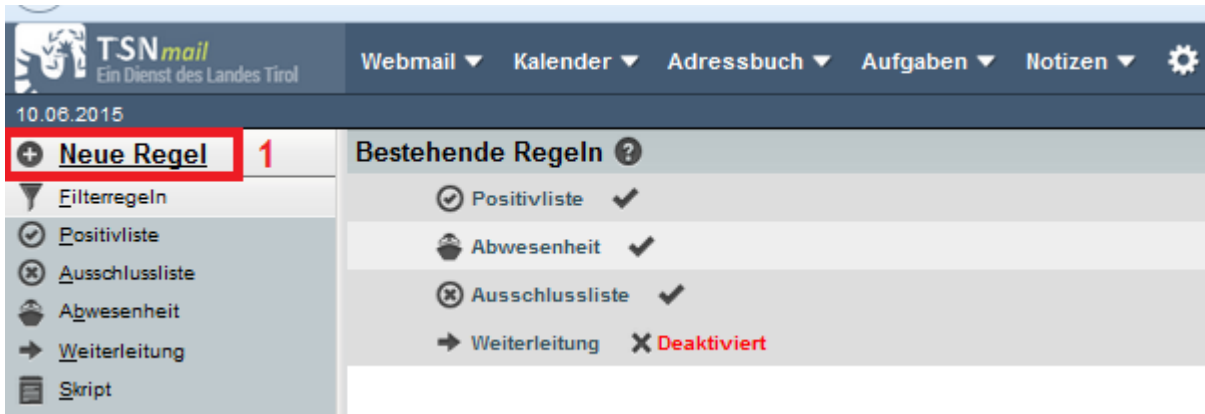 TSNmail
Ein Dienst des Landes Tirol
Webmail Kalender Adressbuch Aufgaben Notizen
10.06.2015
Neue Regel 1
Filterregeln
Positivliste
Ausschlussliste
Abwesenheit
Weiterleitung
Skript
Bestehende Regeln ?
Positivliste
Abwesenheit
Ausschlussliste
Weiterleitung Deaktiviert